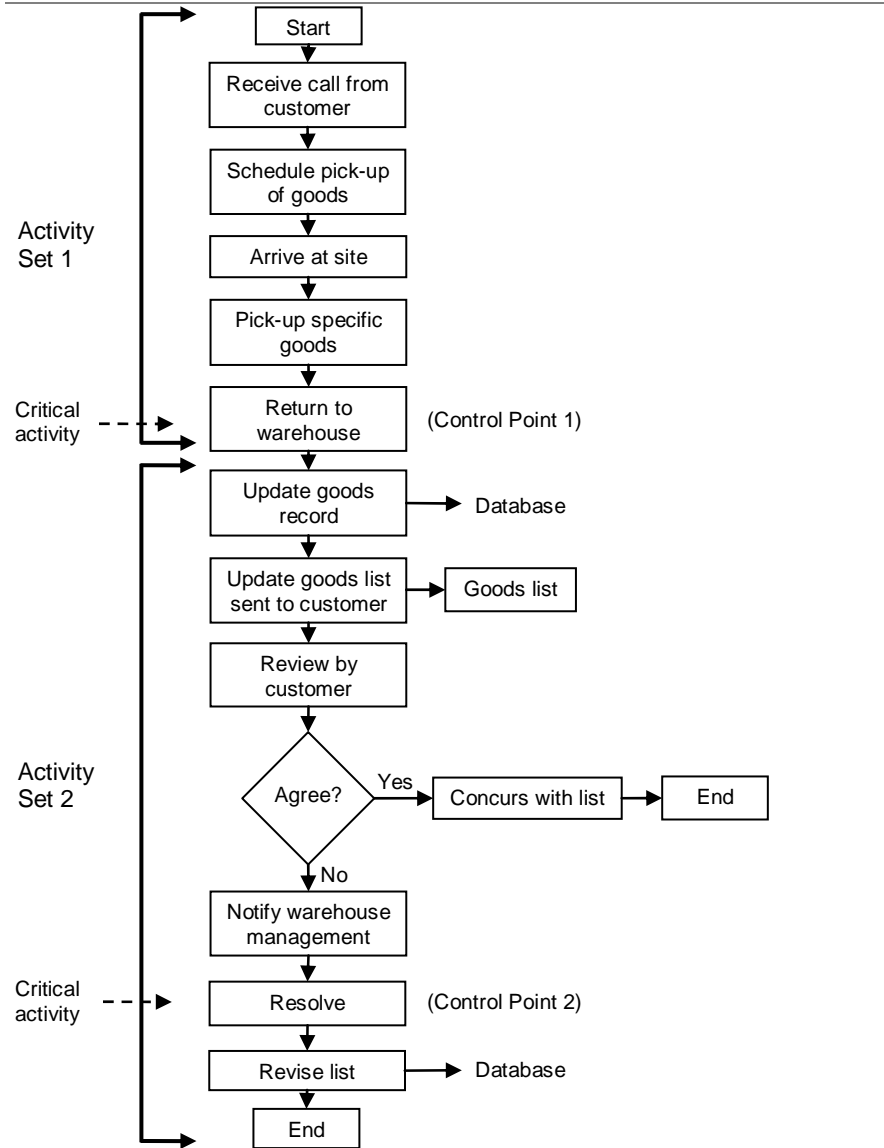 Start
Receive call from
customer
Schedule pick-up
of goods
Activity
Set 1
Arrive at site
Pick-up specific
goods
Critical
activity
Return to
warehouse
(Control Point 1)
Update goods
record
Database
Update goods list
sent to customer
Goods list
Review by
customer
Activity
Set 2
Agree?
Yes
Concurs with list
End
No
Notify warehouse
management
Critical
activity
Resolve
(Control Point 2)
Revise list
Database
End